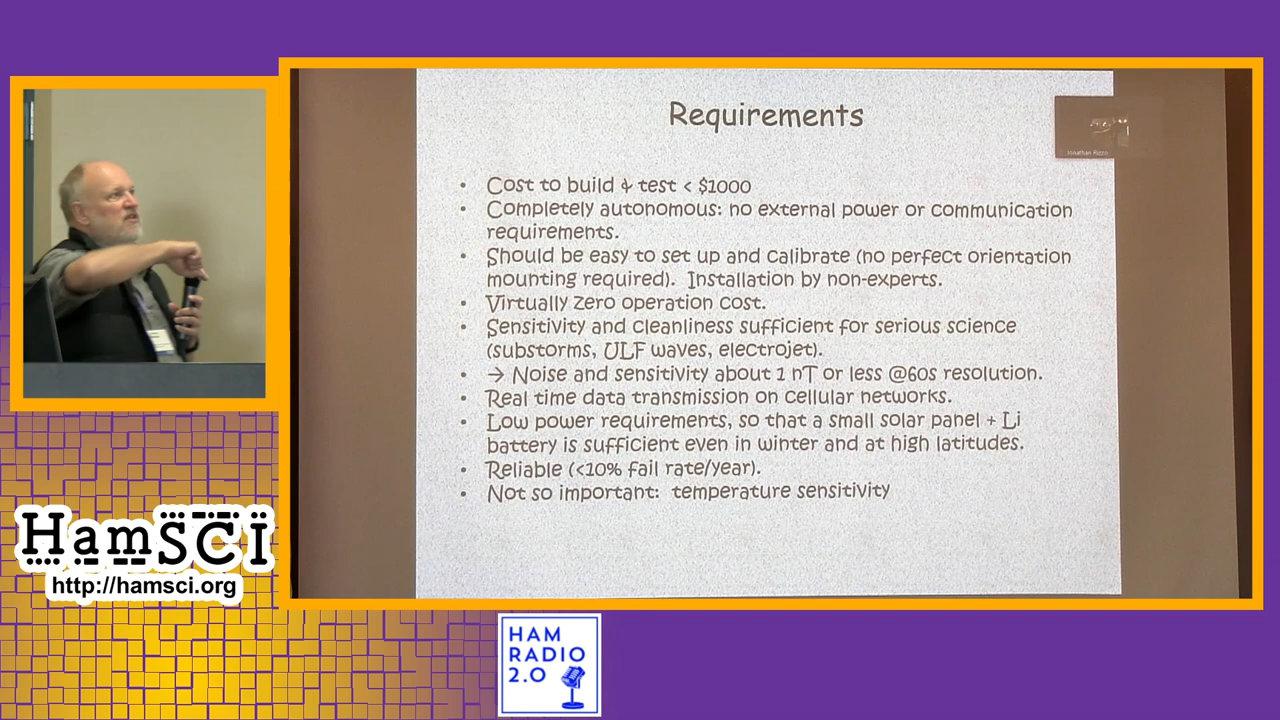 Requirements
Jonathan Rizzo
• Cost to build & test < $1000
• Completely autonomous: no external power or communication
requirements.
• Should be easy to set up and calibrate (no perfect orientation
mounting required). Installation by non-experts.
• Virtually zero operation cost.
• Sensitivity and cleanliness sufficient for serious science
(substorms, ULF waves, electrojet).
• → Noise and sensitivity about 1 nT or less @60s resolution.
• Real time data transmission on cellular networks.
• Low power requirements, so that a small solar panel + Li
battery is sufficient even in winter and at high latitudes.
• Reliable (<10% fail rate/year).
• Not so important: temperature sensitivity
HamSCI
http://hamsci.org
HAM
RADIO
2.0